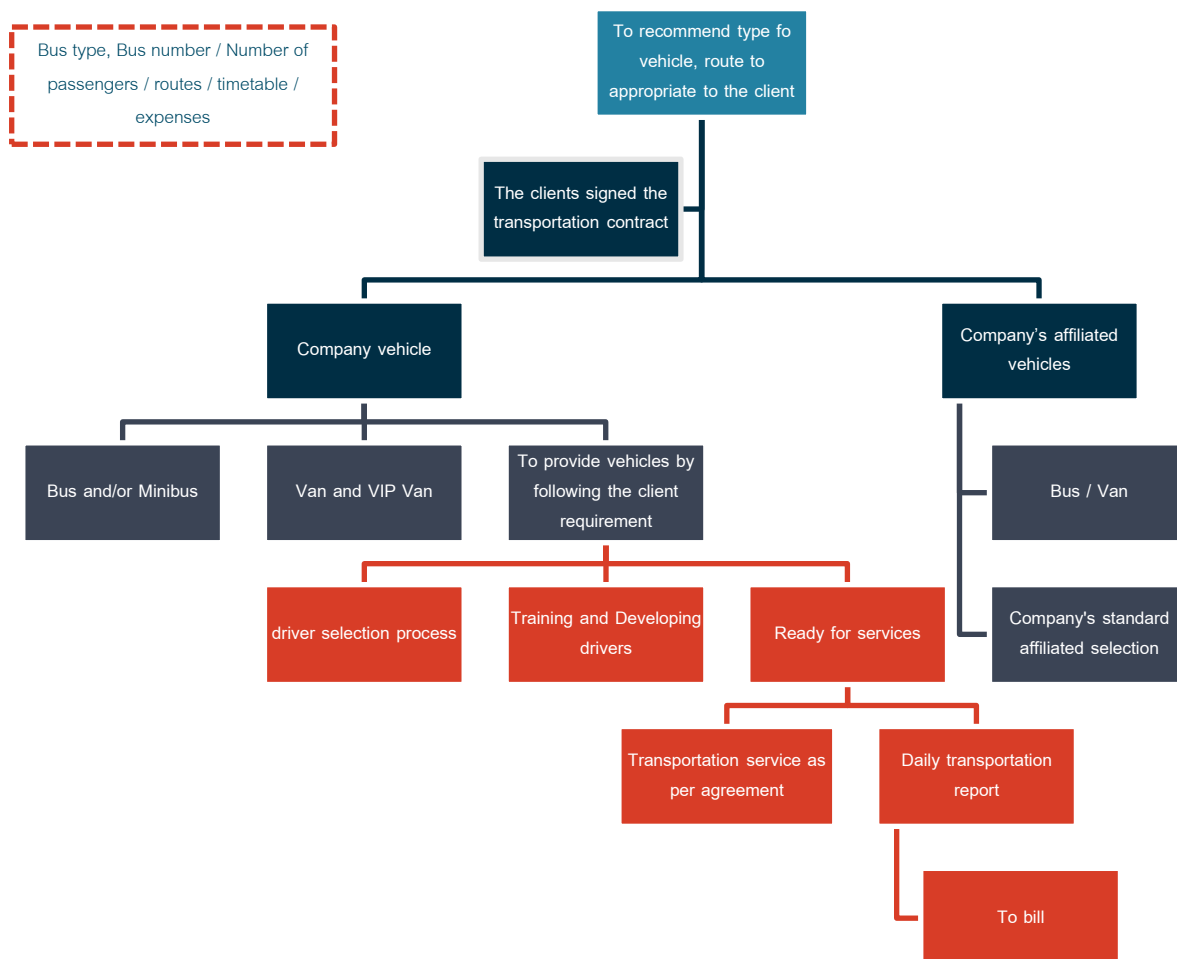 Bus type, Bus number / Number of
passengers / routes / timetable /
expenses
To recommend type fo
vehicle, route to
appropriate to the client
The clients signed the
transportation contract
Company vehicle
Company's affiliated
vehicles
Bus and/or Minibus
Van and VIP Van
To provide vehicles by
following the client
requirement
Bus / Van
driver selection process
Training and Developing
drivers
Ready for services
Company's standard
affiliated selection
Transportation service as
per agreement
Daily transportation
report
To bill